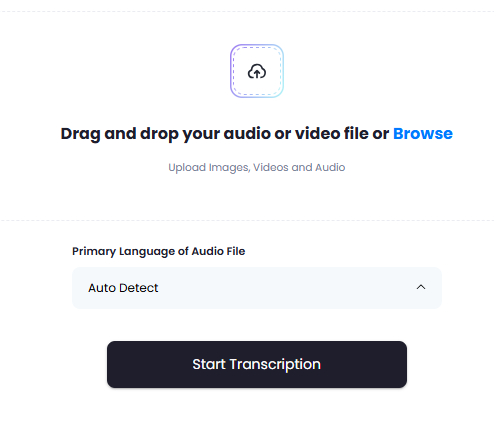 Drag and drop your audio or video file or Browse
Upload Images, Videos and Audio
Primary Language of Audio File
Auto Detect
Start Transcription